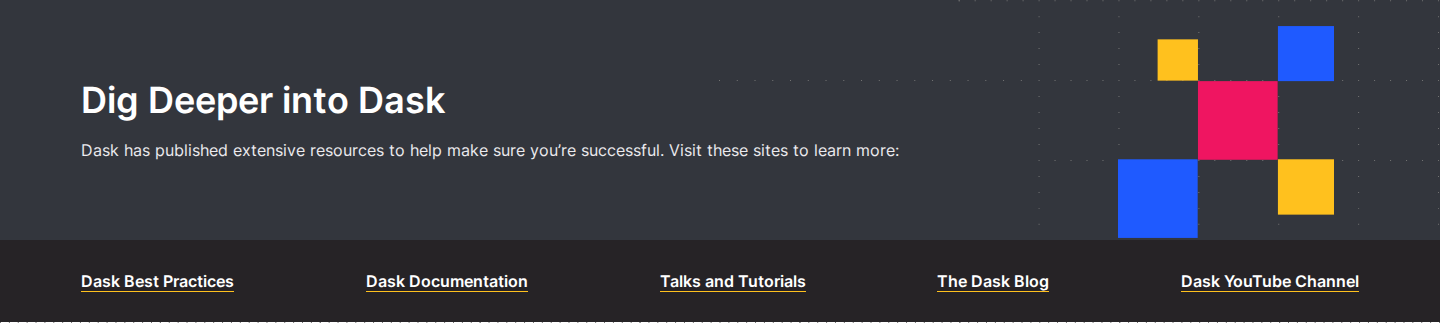 Dig Deeper into Dask
Dask has published extensive resources to help make sure you’re successful. Visit these sites to learn more:
Dask Best Practices
Dask Documentation
Talks and Tutorials
The Dask Blog
Dask YouTube Channel